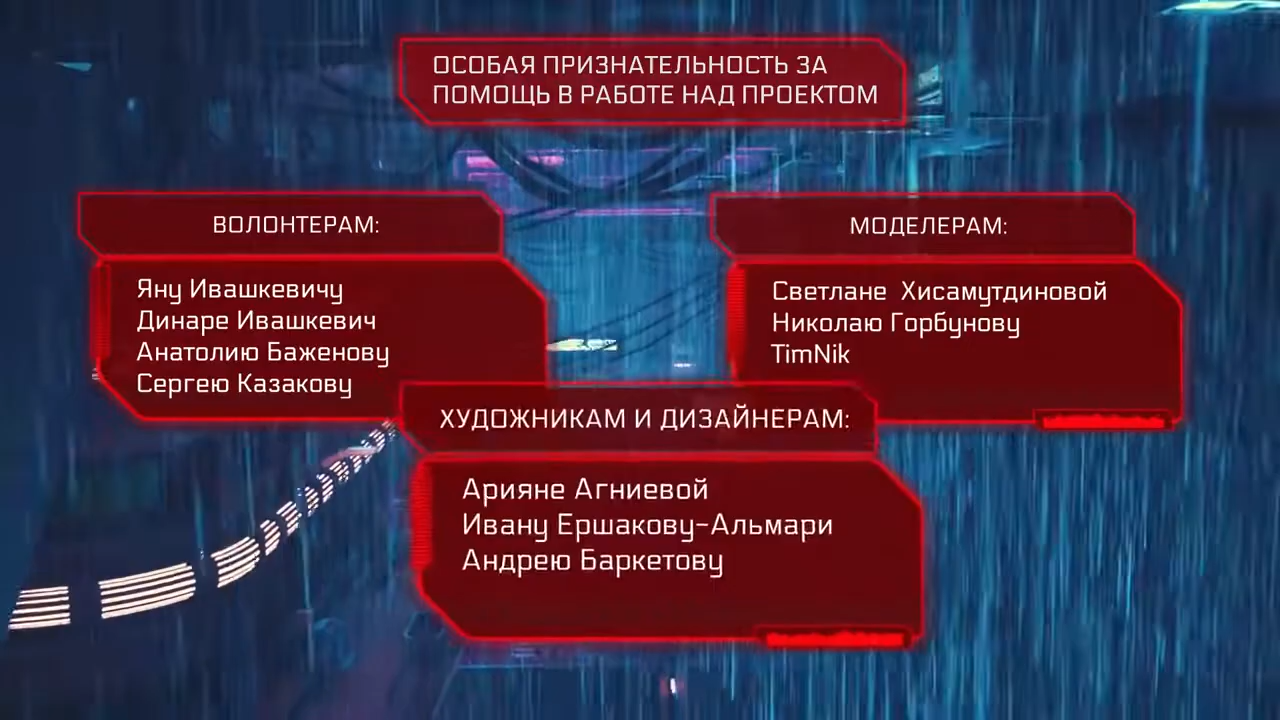 ОСОБАЯ ПРИЗНАТЕЛЬНОСТЬ ЗА
ПОМОЩЬ В РАБОТЕ НАД ПРОЕКТОМ
ВОЛОНТЕРАМ:
Яну Ивашкевичу
Динаре Ивашкевич
Анатолию Баженову
Сергею Казакову
МОДЕЛЕРАМ:
Светлане Хисамутдиновой
Николаю Горбунову
TimNik
ХУДОЖНИКАМ И ДИЗАЙНЕРАМ:
Арияне Агниевой
Ивану Ершакову-Альмари
Андрею Баркетову